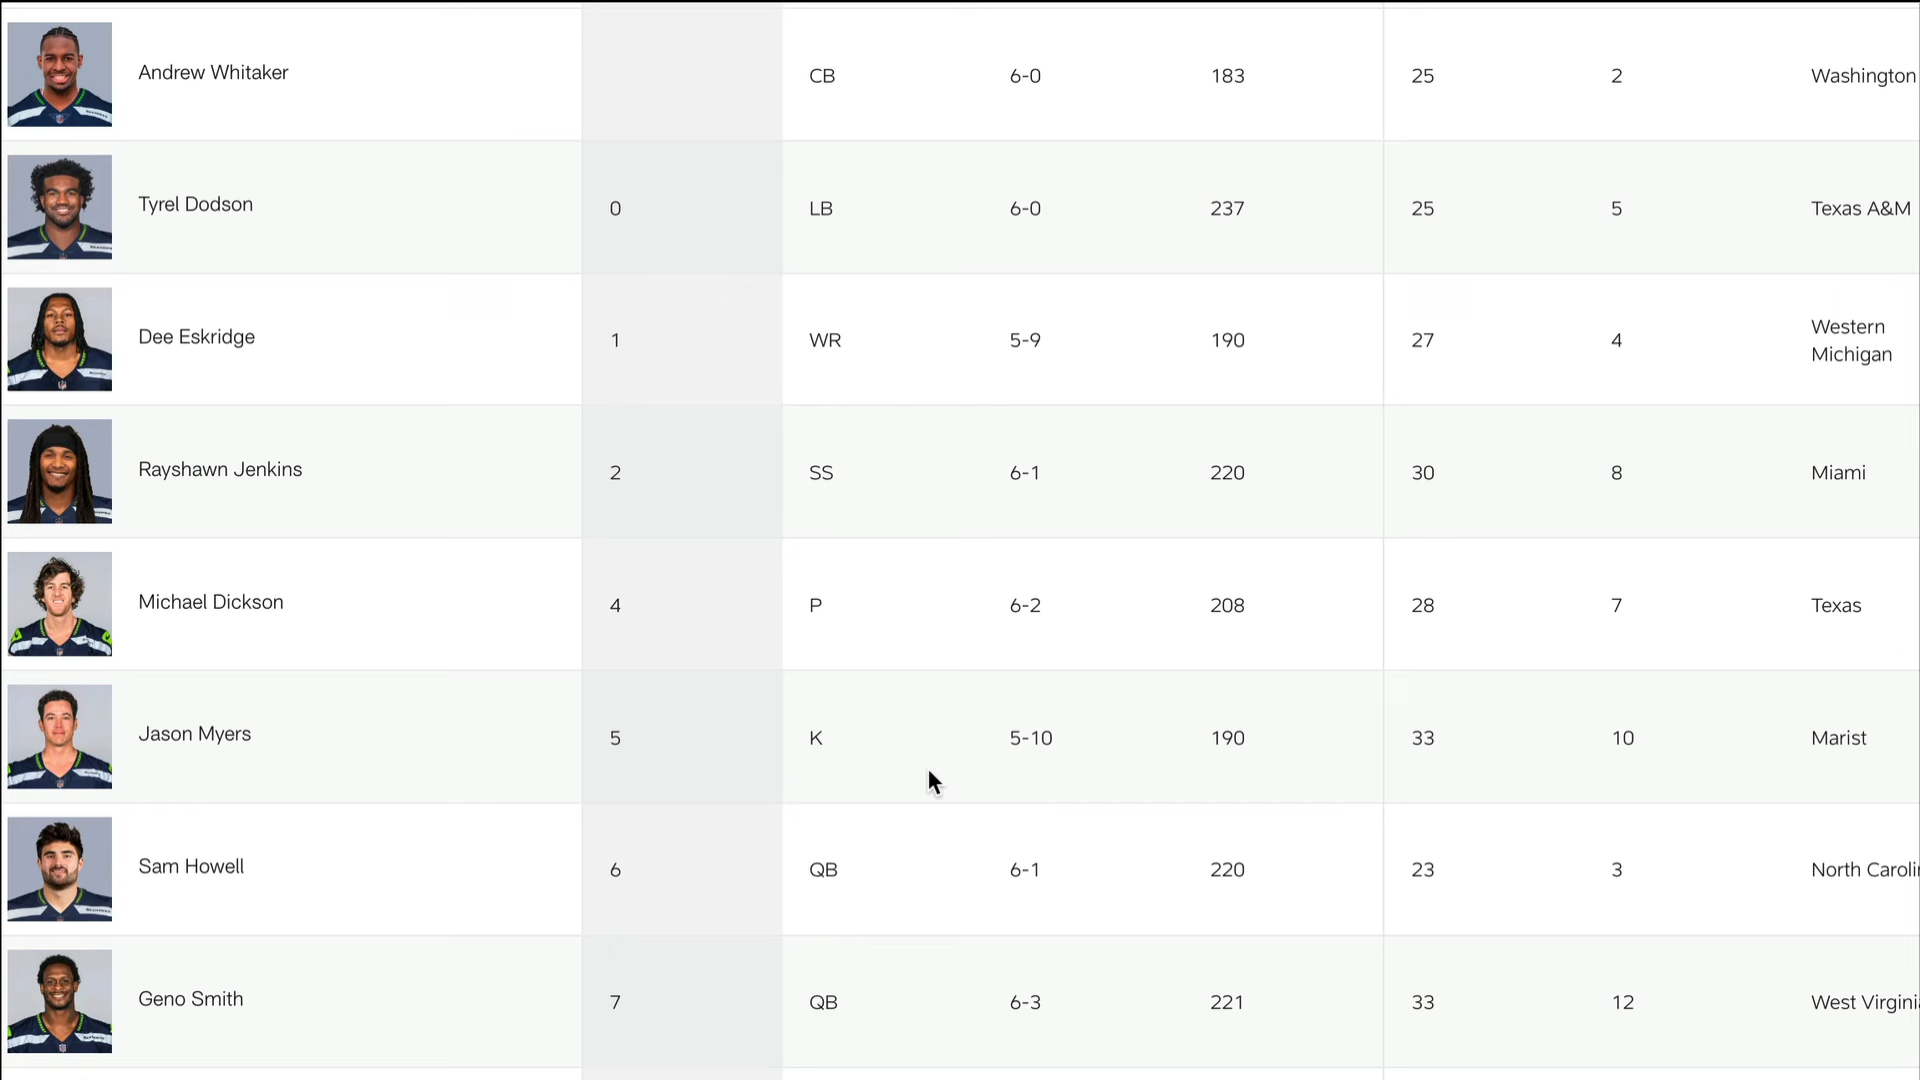 Andrew Whitaker CB 6-0 183 25 2 Washington
Tyrel Dodson 0 LB 6-0 237 25 5 Texas A&M
Dee Eskridge 1 WR 5-9 190 27 4 Western
Michigan
Rayshawn Jenkins 2 SS 6-1 220 30 8 Miami
Michael Dickson 4 P 6-2 208 28 7 Texas
Jason Myers 5 K 5-10 190 33 10 Marist
Sam Howell 6 QB 6-1 220 23 3 North
Geno Smith 7 QB 6-3 221 33 12 West